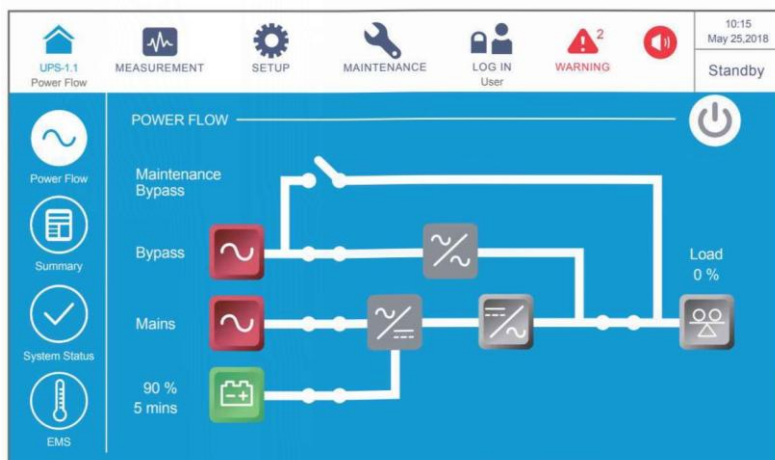 UPS-1.1
Power Flow
MEASUREMENT
SETUP
MAINTENANCE
LOG IN
User
2
WARNING
10:15
May 25,2018
Standby
Power Flow
Summary
System Status
EMS
POWER FLOW
Maintenance
Bypass
Bypass
Mains
90 %
5 mins
Load
0 %